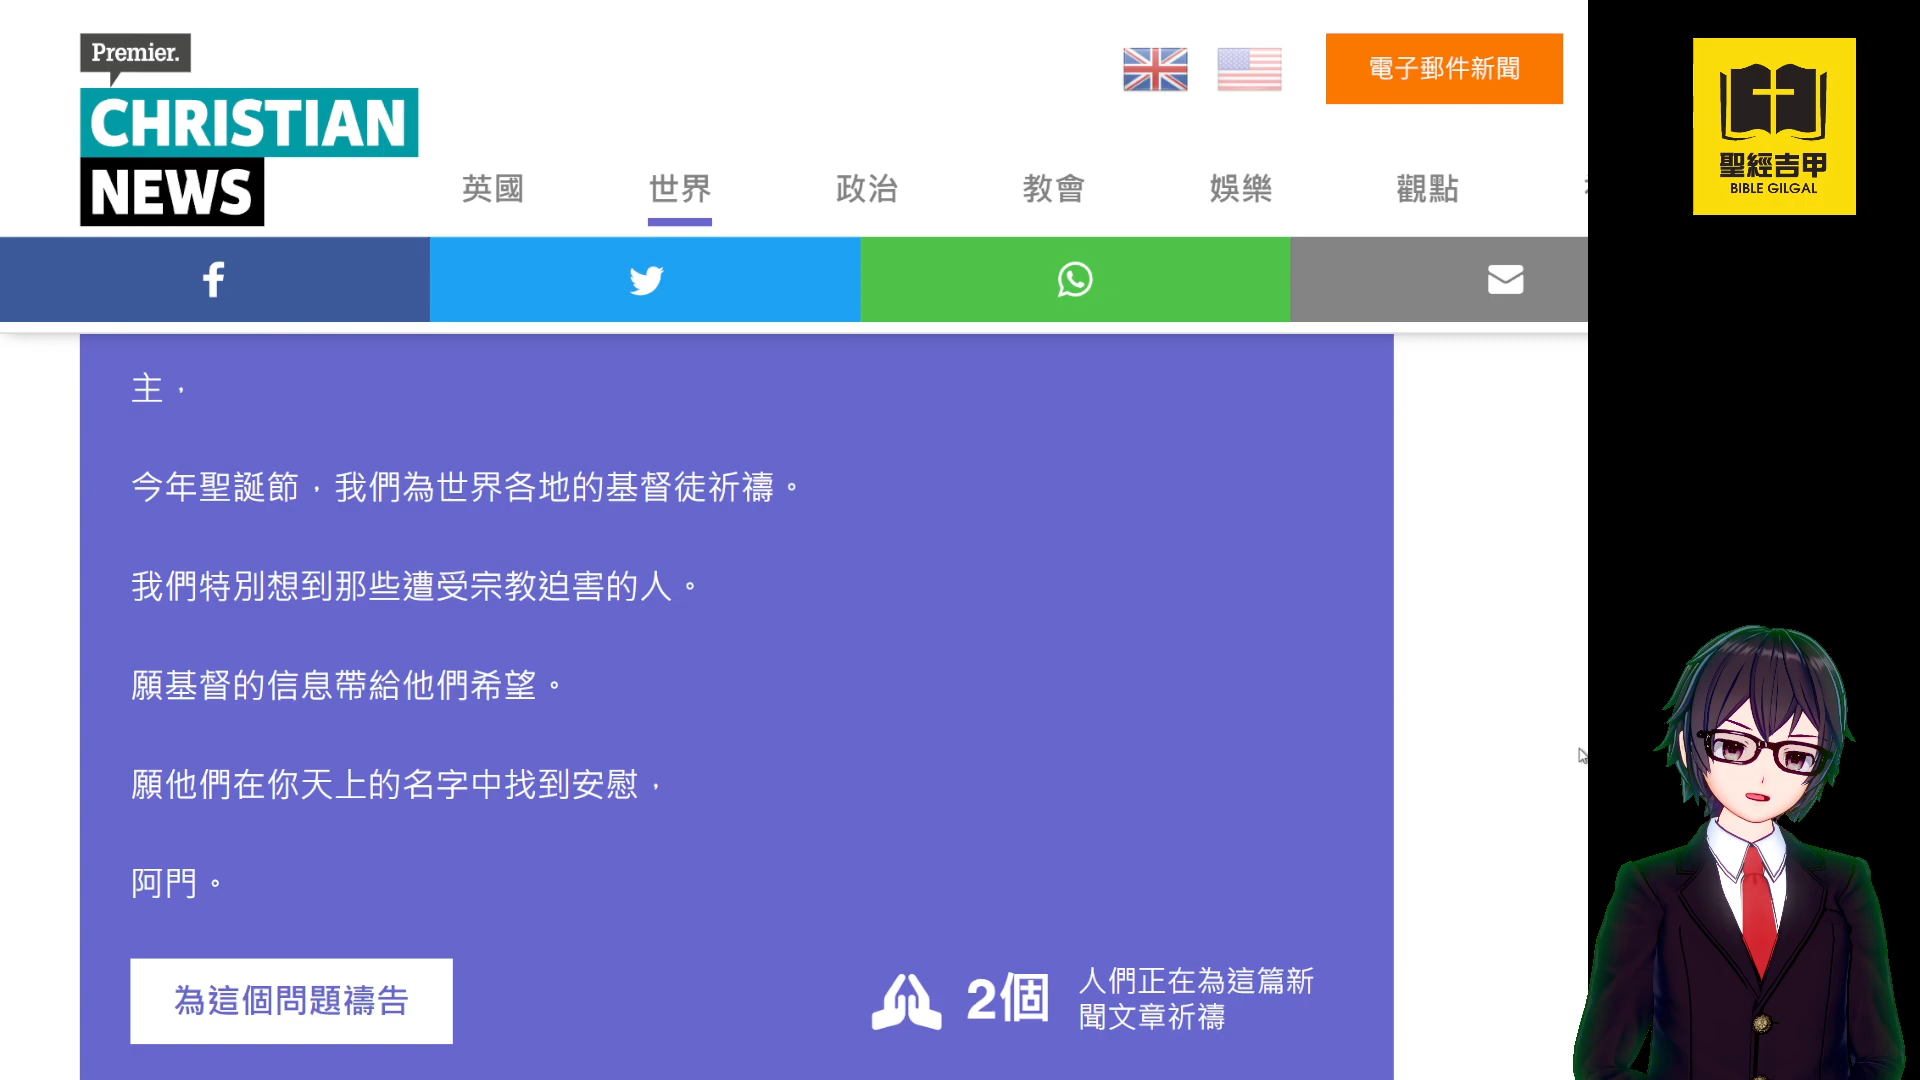 Premier.
CHRISTIAN
NEWS
電子郵件新聞
英國
世界
政治
教會
娛樂
觀點
聖經吉甲
BIBLE GILGAL
主，
今年聖誕節，我們為世界各地的基督徒祈禱。
我們特別想到那些遭受宗教迫害的人。
願基督的信息帶給他們希望。
願他們在你天上的名字中找到安慰，
阿門。
為這個問題禱告
2個
人們正在為這篇新
聞文章祈禱